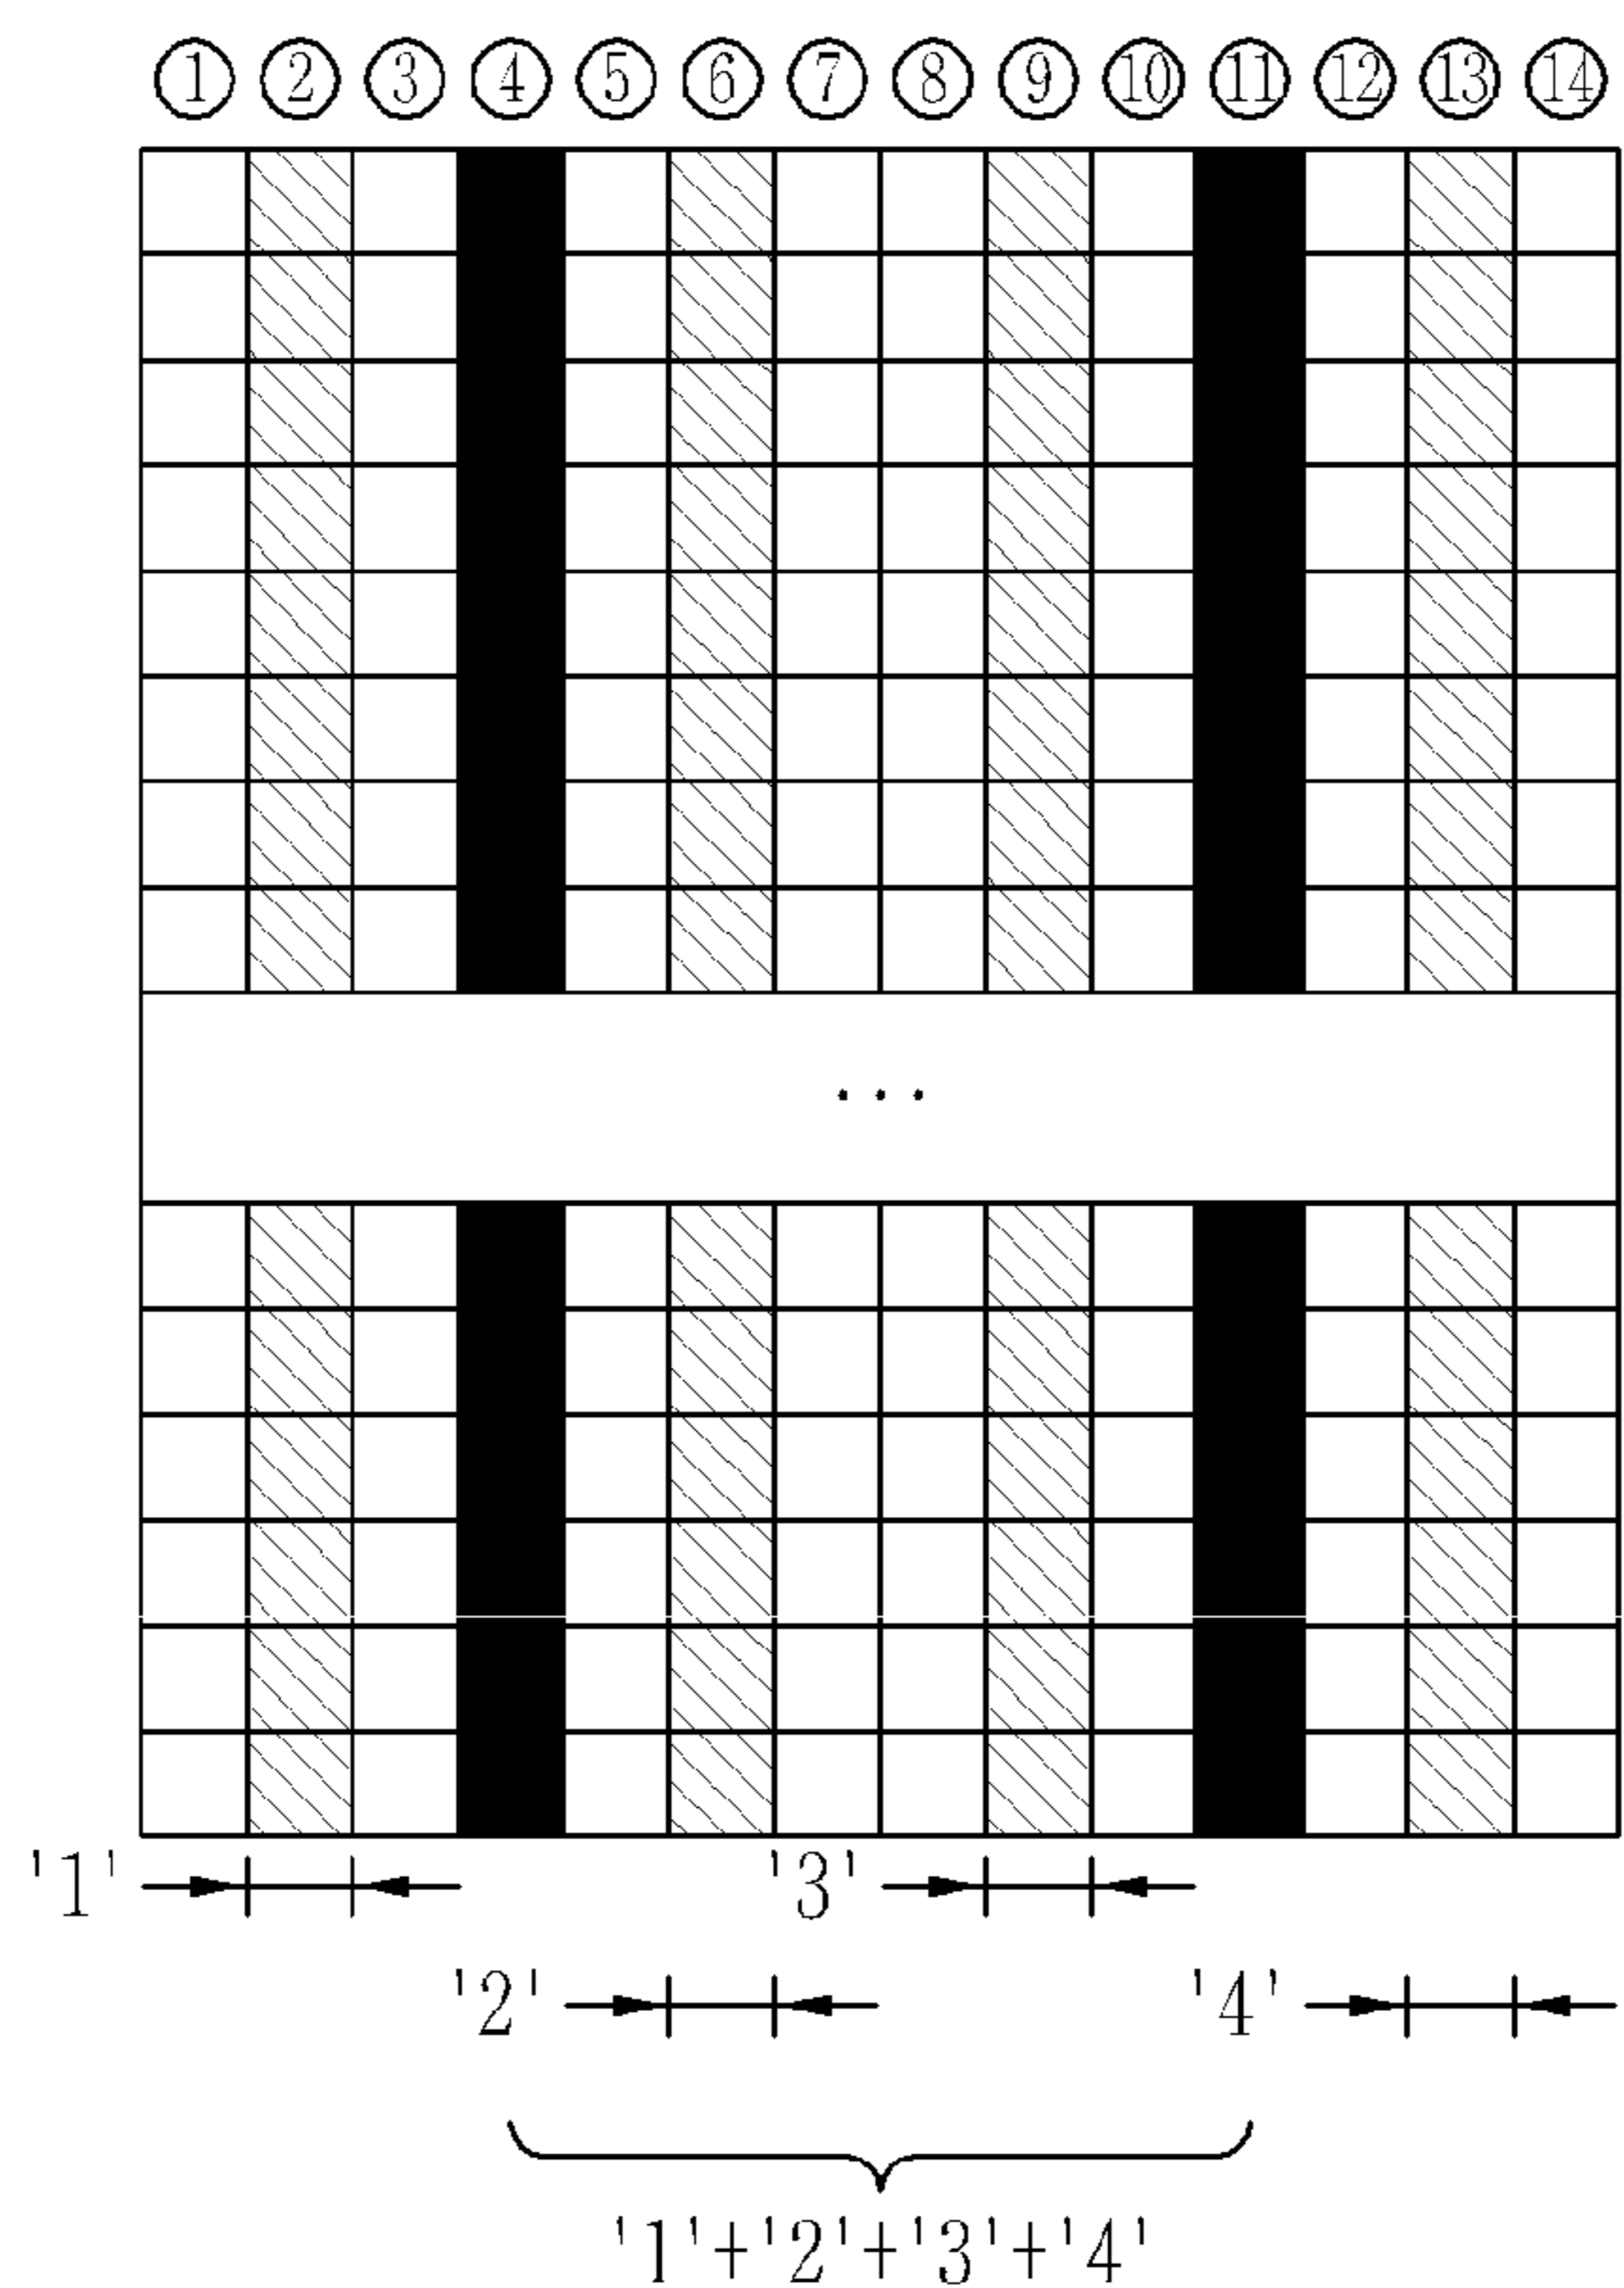 ① ② ③ ④ ⑤ ⑥ ⑦ ⑧ ⑨ ⑩ ⑪ ⑫ ⑬ ⑭
...
'1' '3'
'2' '4'
'1'+'2'+'3'+'4'